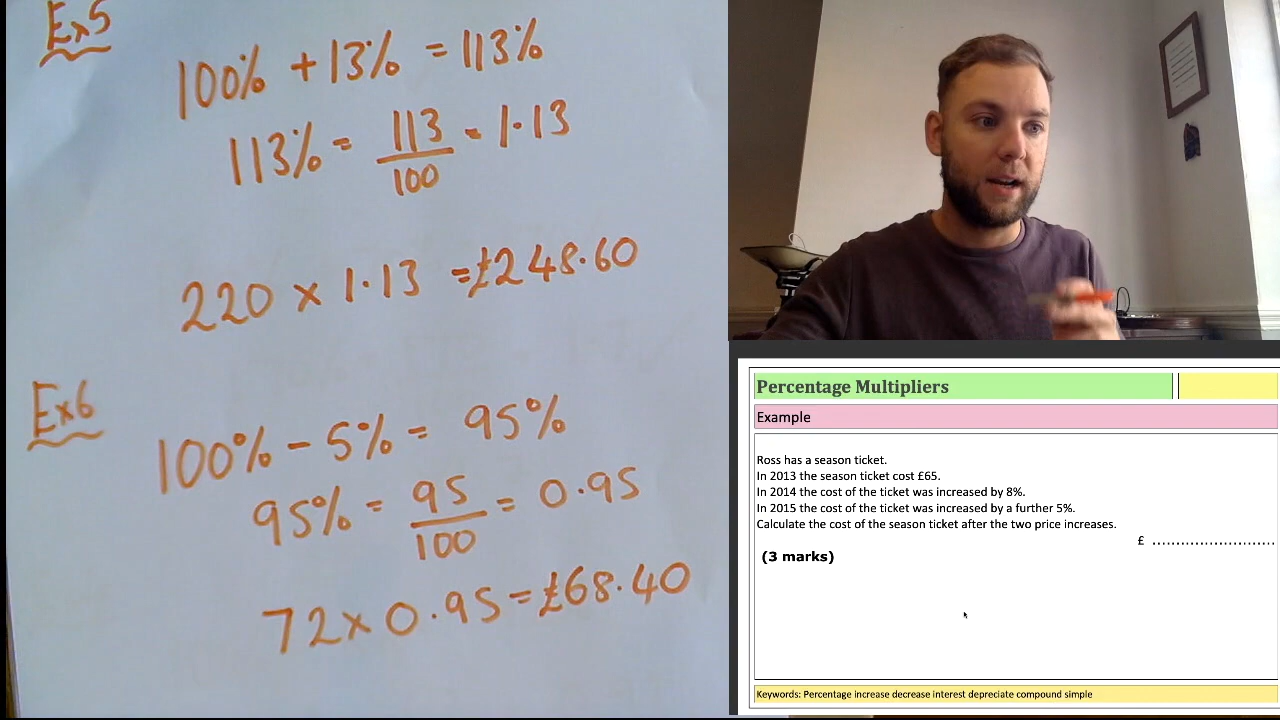 Ex5
100% + 13% = 113%
113% = 113/100 = 1.13
220 x 1.13 = £248.60
Ex6
100% - 5% = 95%
95% = 95/100 = 0.95
72 x 0.95 = £68.40
Percentage Multipliers
Example
Ross has a season ticket.
In 2013 the season ticket cost £65.
In 2014 the cost of the ticket was increased by 8%.
In 2015 the cost of the ticket was increased by a further 5%.
Calculate the cost of the season ticket after the two price increases.
£ ..........................
(3 marks)
Keywords: Percentage increase decrease interest depreciate compound simple